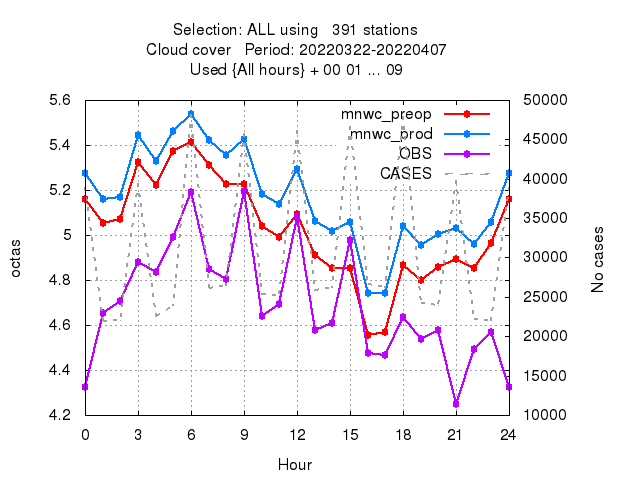 Selection: ALL using 391 stations
Cloud cover Period: 20220322-20220407
Used {All hours} + 00 01 ... 09
mnwc_preop
mnwc_prod
OBS
CASES
5.6
5.4
5.2
5
4.8
4.6
4.4
4.2
50000
45000
40000
35000
30000
25000
20000
15000
10000
octas
No cases
0 3 6 9 12 15 18 21 24
Hour